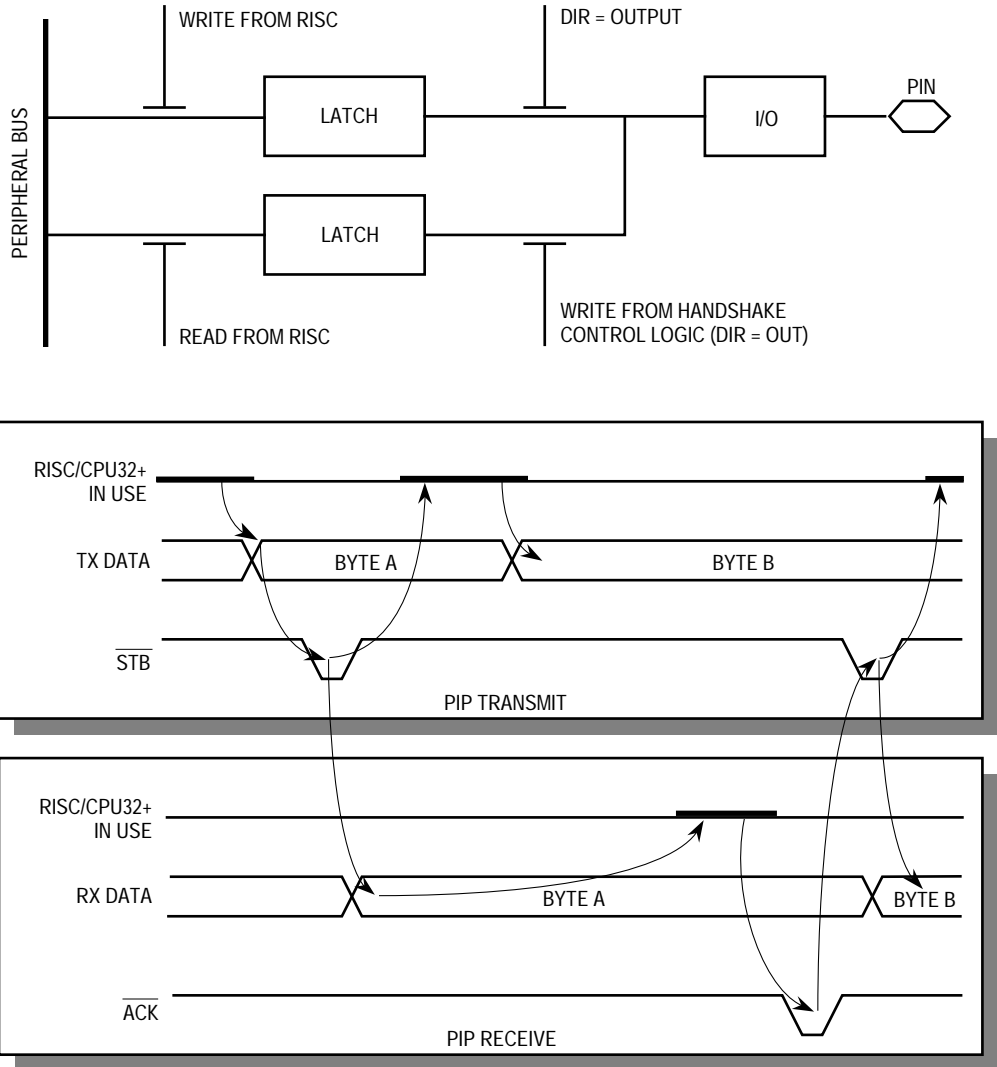 WRITE FROM RISC
DIR = OUTPUT
PERIPHERAL BUS
LATCH
I/O
PIN
LATCH
READ FROM RISC
WRITE FROM HANDSHAKE
CONTROL LOGIC (DIR = OUT)
RISC/CPU32+
IN USE
TX DATA
BYTE A
BYTE B
STB
PIP TRANSMIT
RISC/CPU32+
IN USE
RX DATA
BYTE A
BYTE B
ACK
PIP RECEIVE